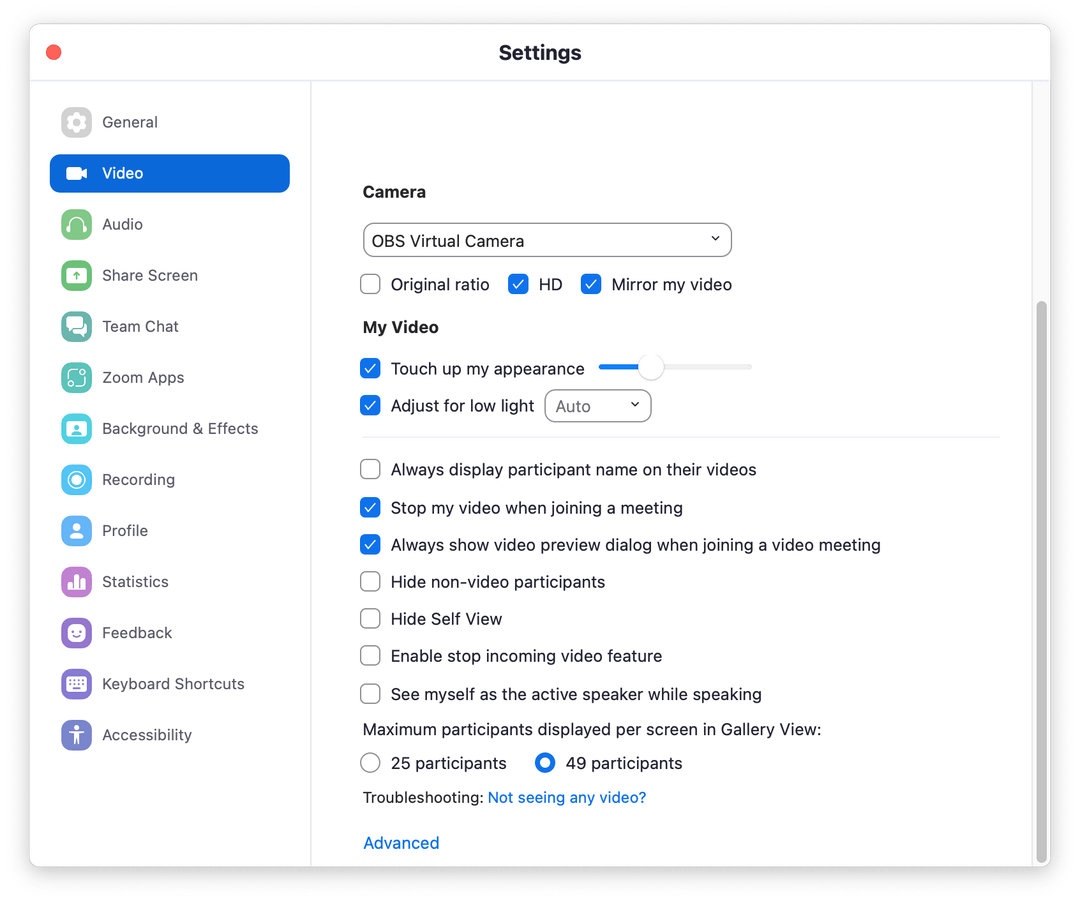 Settings
General
Video
Audio
Share Screen
Team Chat
Zoom Apps
Background & Effects
Recording
Profile
Statistics
Feedback
Keyboard Shortcuts
Accessibility
Camera
OBS Virtual Camera
Original ratio HD Mirror my video
My Video
Touch up my appearance
Adjust for low light Auto
Always display participant name on their videos
Stop my video when joining a meeting
Always show video preview dialog when joining a video meeting
Hide non-video participants
Hide Self View
Enable stop incoming video feature
See myself as the active speaker while speaking
Maximum participants displayed per screen in Gallery View:
25 participants 49 participants
Troubleshooting: Not seeing any video?
Advanced